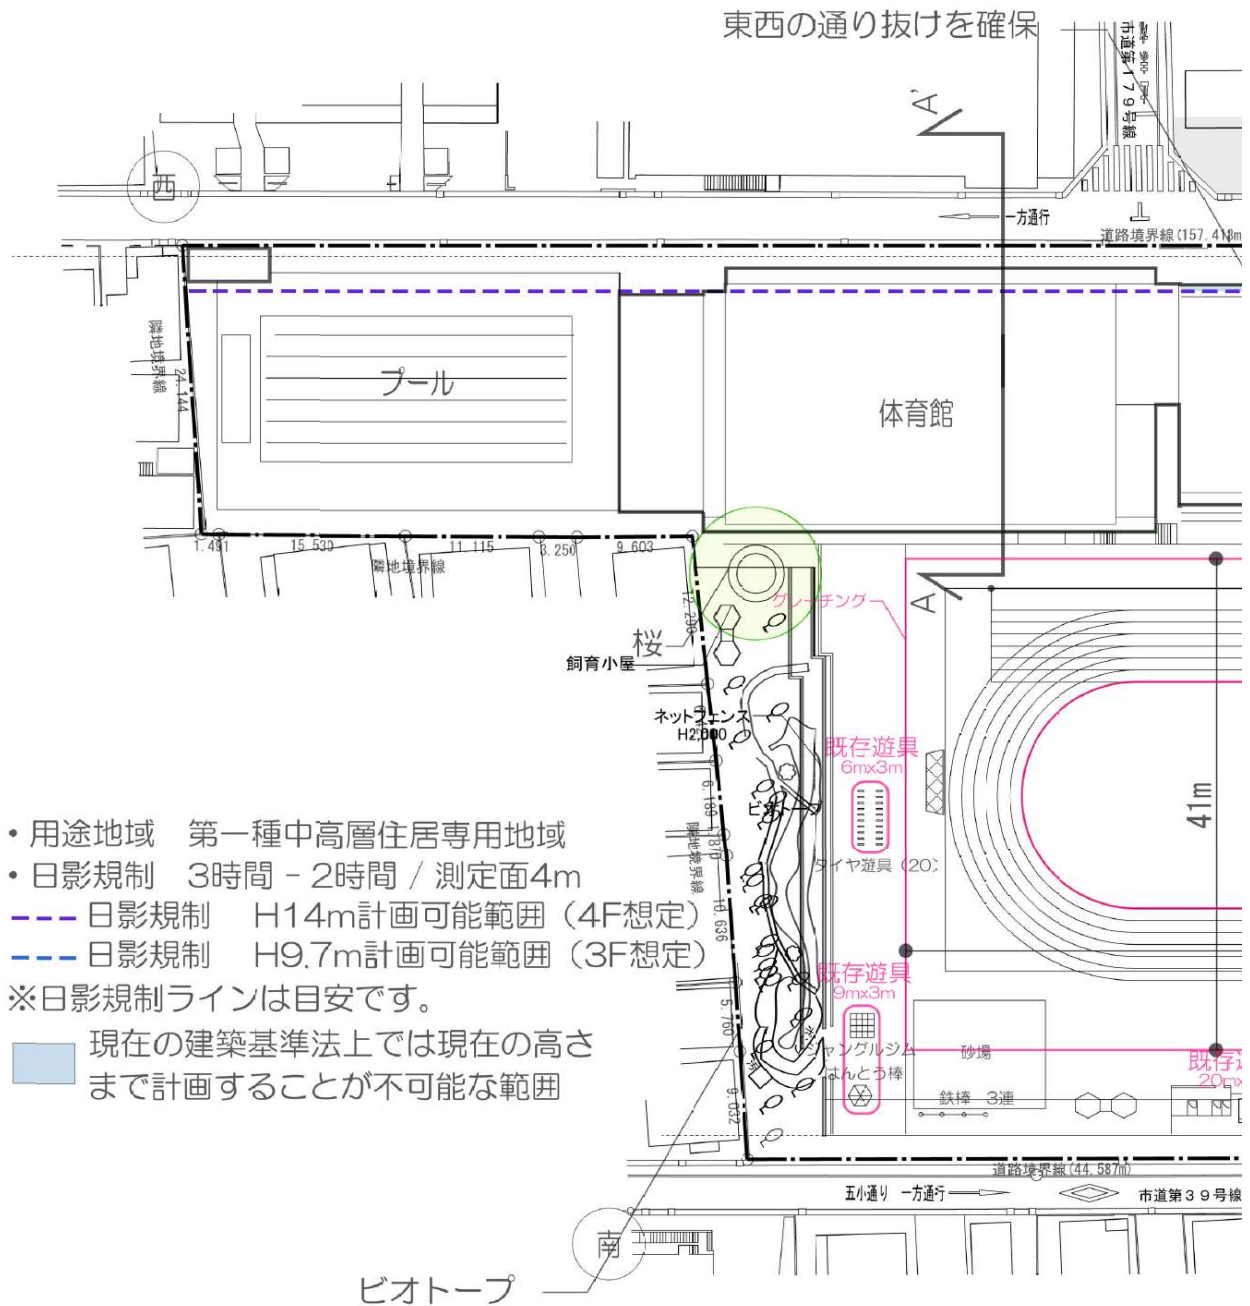 東西の通り抜けを確保
市道第179号線
A'
西
一方通行
道路境界線(157.413m
隣地境界線
24.144
プール
体育館
1.491
15.530
11.115
3.250
9.603
隣地境界線
12.290
A
グレーチング
桜
飼育小屋
ネットフェンス
H2,000
既存遊具
6mx3m
タイヤ遊具(20)
6.189
隣地境界線
10.636
41m
・用途地域 第一種中高層住居専用地域
・日影規制 3時間 - 2時間 / 測定面4m
日影規制 H14m計画可能範囲(4F想定)
日影規制 H9.7m計画可能範囲(3F想定)
※日影規制ラインは目安です。
現在の建築基準法上では現在の高さ
まで計画することが不可能な範囲
既存遊具
9mx3m
5.760
ジャングルジム
はんとう棒
砂場
鉄棒 3連
既存遊
20mx
9.032
道路境界線(44.587m)
五小通り 一方通行
市道第39号線
南
ビオトープ